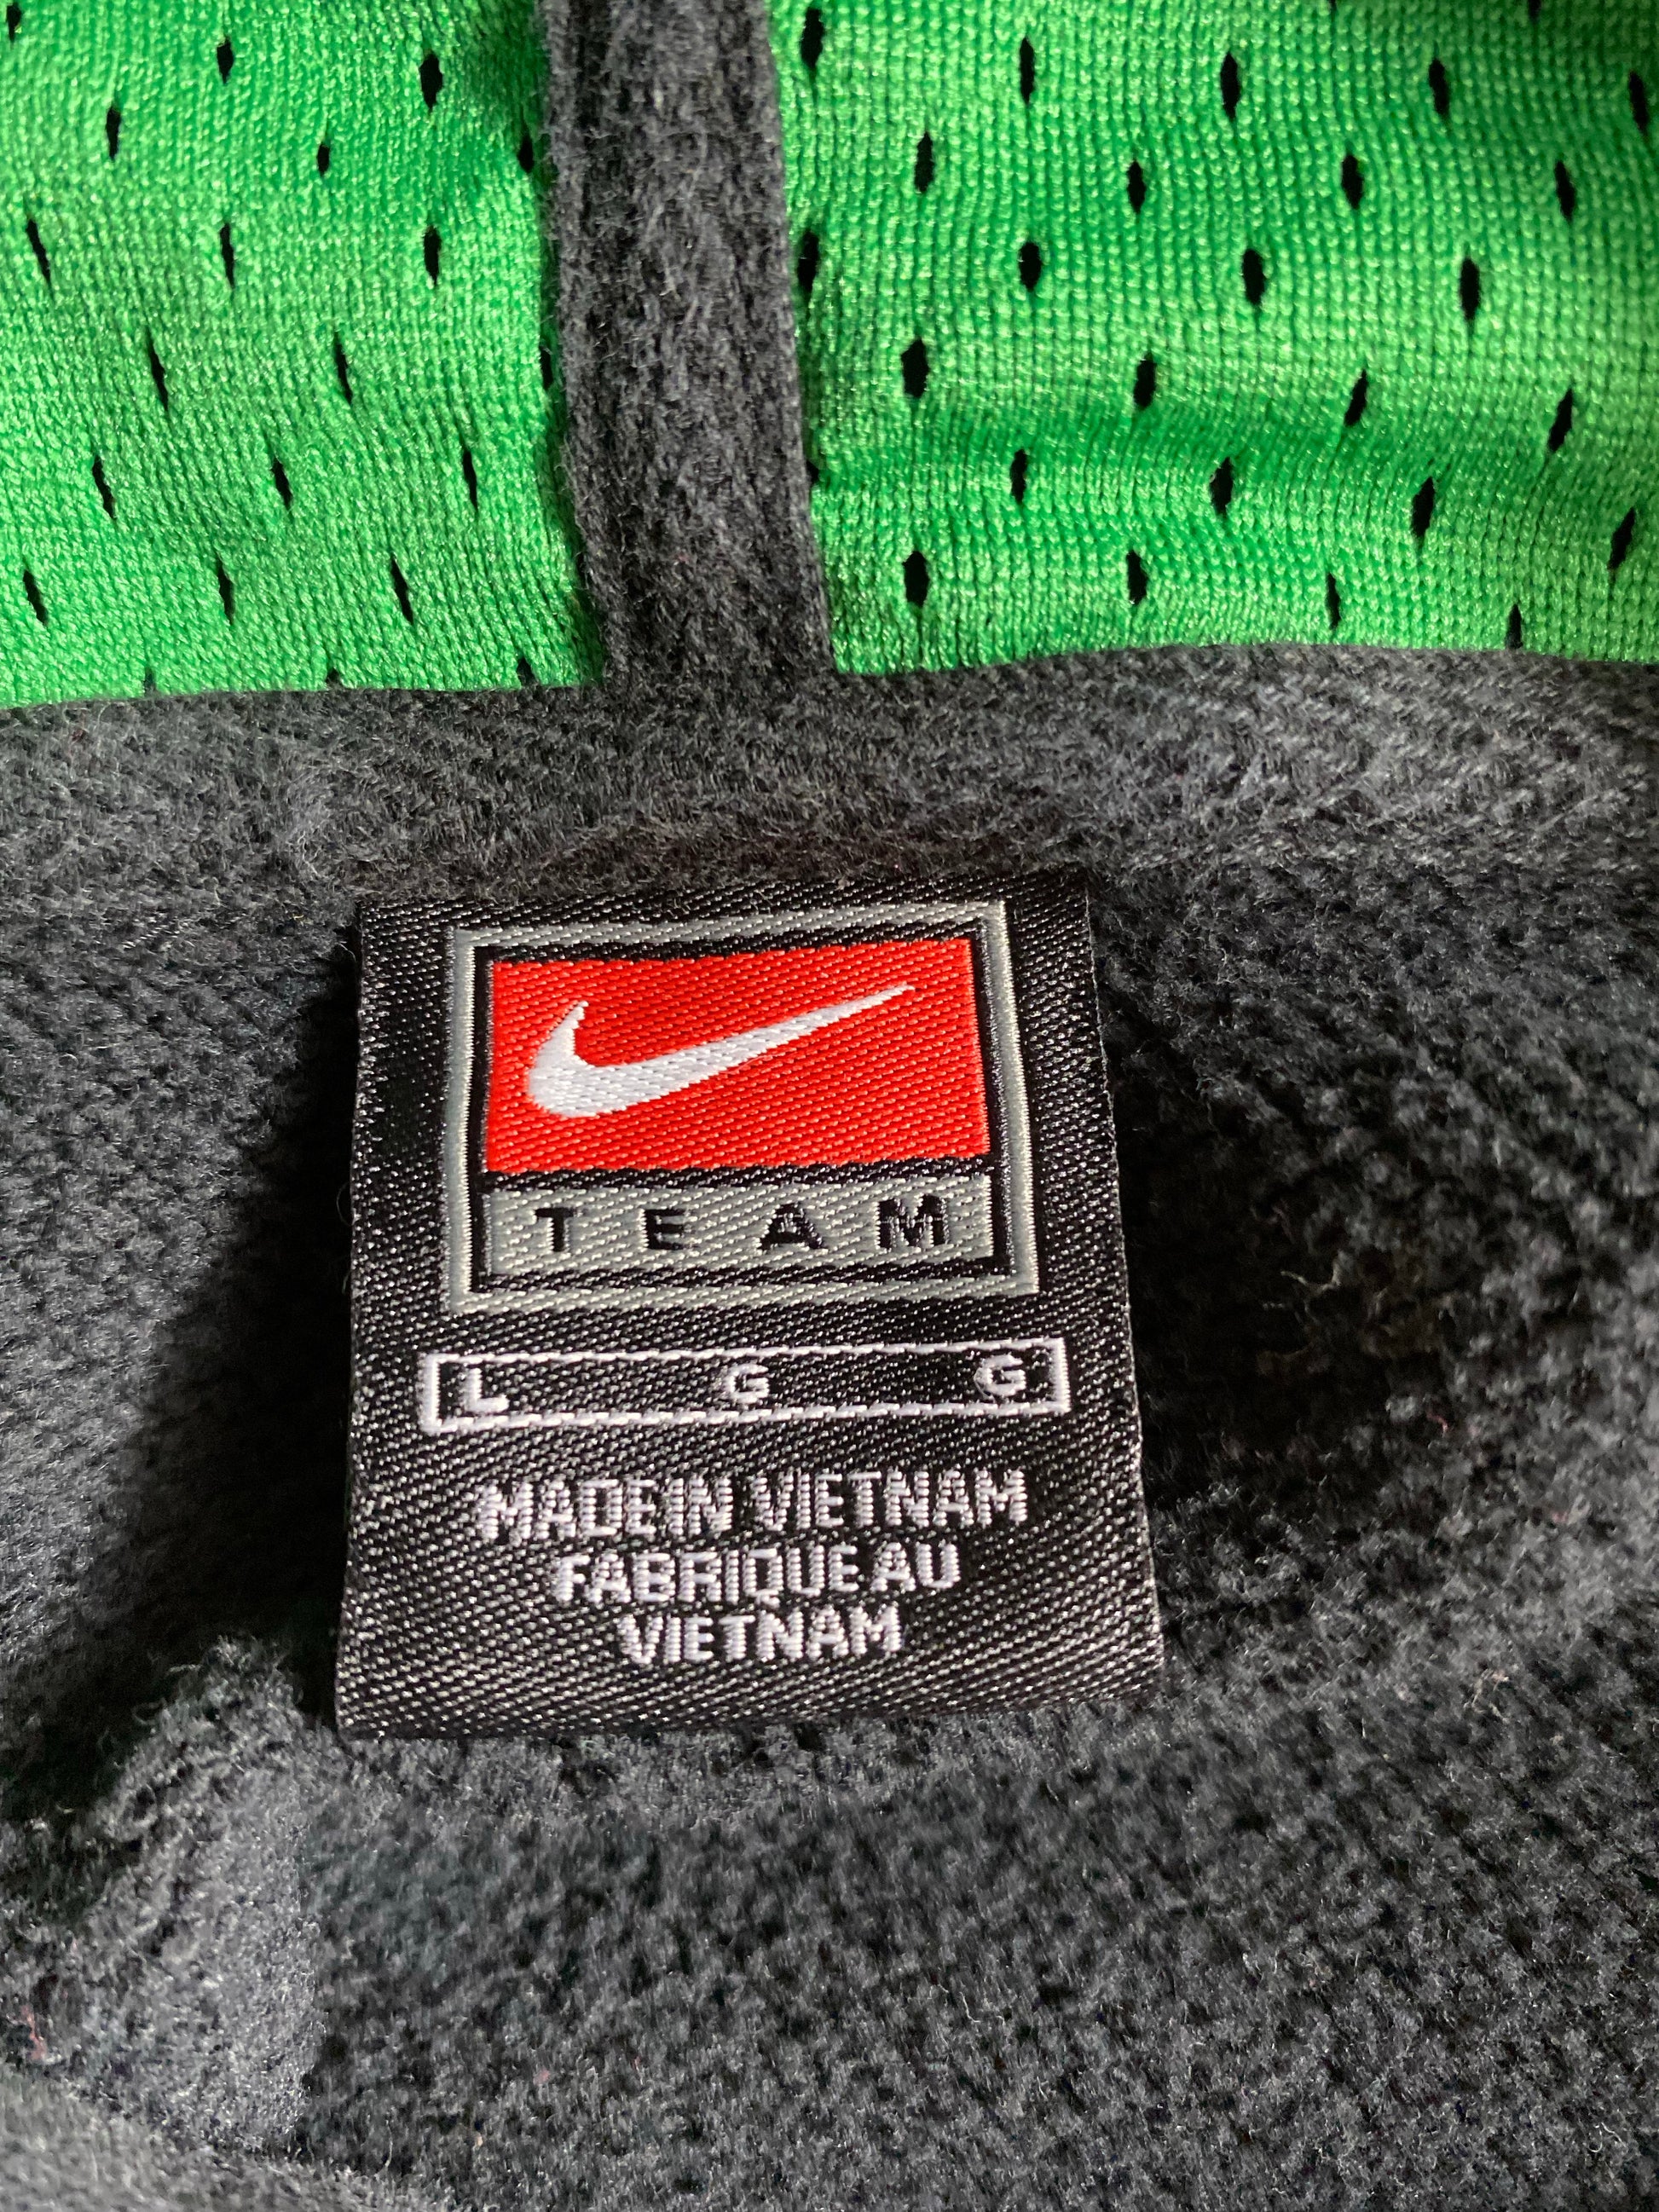 TEAM
L G G
MADE IN VIETNAM
FABRIQUE AU
VIETNAM